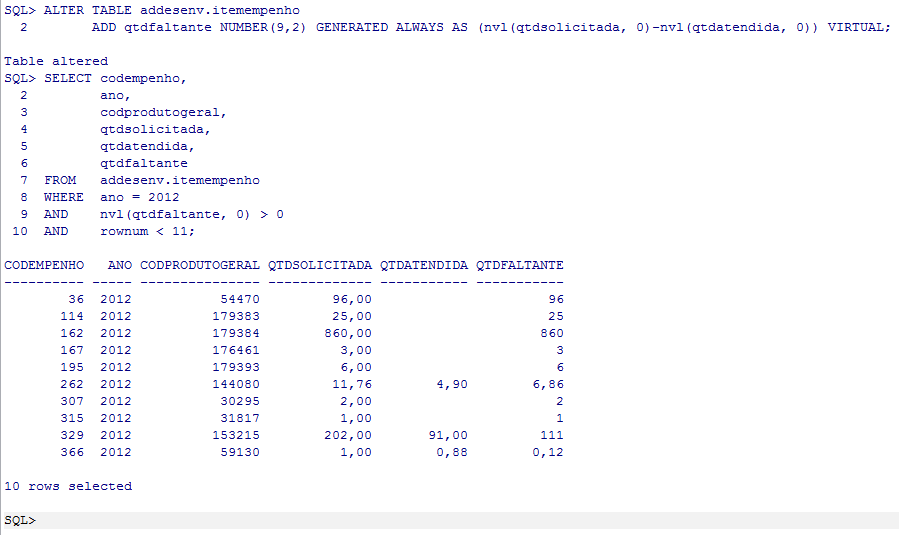 SQL> ALTER TABLE addesenv.itemempenho
  2        ADD qtdfaltante NUMBER(9,2) GENERATED ALWAYS AS (nvl(qtdsolicitada, 0)-nvl(qtdatendida, 0)) VIRTUAL;
Table altered
SQL> SELECT codempenho,
  2         ano,
  3         codprodutogeral,
  4         qtdsolicitada,
  5         qtdatendida,
  6         qtdfaltante
  7  FROM   addesenv.itemempenho
  8  WHERE  ano = 2012
  9  AND    nvl(qtdfaltante, 0) > 0
 10  AND    rownum < 11;
CODEMPENHO   ANO CODPRODUTOGERAL QTDSOLICITADA QTDATENDIDA QTDFALTANTE
---------- ----- --------------- ------------- ----------- -----------
        36  2012           54470         96,00                      96
       114  2012          179383         25,00                      25
       162  2012          179384        860,00                     860
       167  2012          176461          3,00                       3
       195  2012          179393          6,00                       6
       262  2012          144080         11,76        4,90        6,86
       307  2012           30295          2,00                       2
       315  2012           31817          1,00                       1
       329  2012          153215        202,00       91,00         111
       366  2012           59130          1,00        0,88        0,12
10 rows selected
SQL>